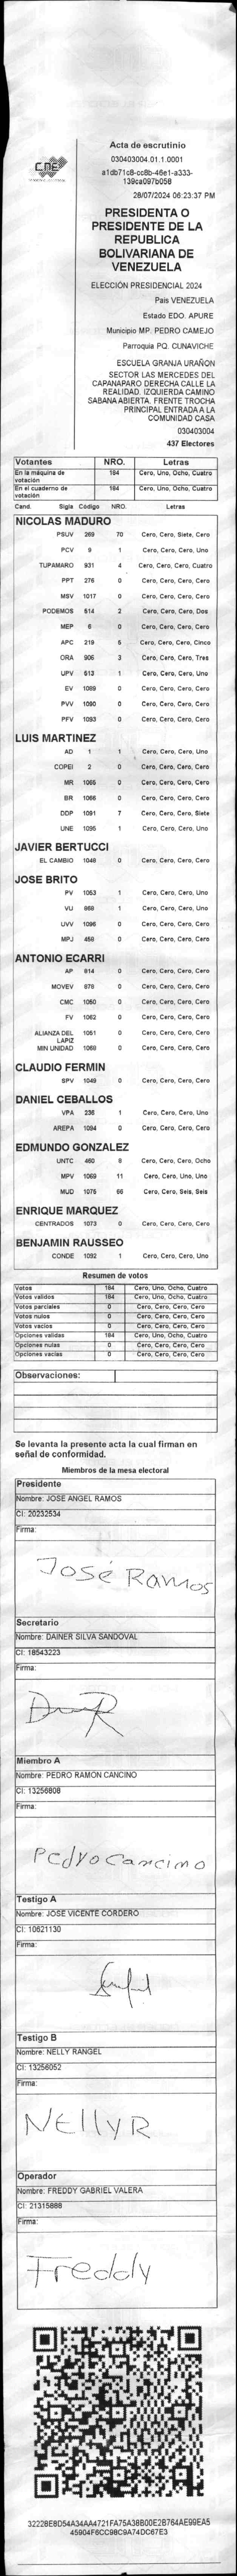 CNE
Acta de escrutinio
030403004.01.1.0001
a1db71c8-cc8b-46e1-a333-
139ca097b058
28/07/2024 06:23:37 PM
PRESIDENTA O
PRESIDENTE DE LA
REPUBLICA
BOLIVARIANA DE
VENEZUELA
ELECCIÓN PRESIDENCIAL 2024
Pais VENEZUELA
Estado EDO. APURE
Municipio MP. PEDRO CAMEJO
Parroquia PQ. CUNAVICHE
ESCUELA GRANJA URAÑON
SECTOR LAS MERCEDES DEL
CAPANAPARO DERECHA CALLE LA
REALIDAD. IZQUIERDA CAMINO
SABANA ABIERTA. FRENTE TROCHA
PRINCIPAL ENTRADA A LA
COMUNIDAD CASA
030403004
437 Electores
Votantes NRO. Letras
En la máquina de votación 184 Cero, Uno, Ocho, Cuatro
En el cuaderno de votación 184 Cero, Uno, Ocho, Cuatro
Cand. Sigla Código NRO. Letras
NICOLAS MADURO
PSUV 269 70 Cero, Cero, Siete, Cero
PCV 9 1 Cero, Cero, Cero, Uno
TUPAMARO 931 4 Cero, Cero, Cero, Cuatro
PPT 276 0 Cero, Cero, Cero, Cero
MSV 1017 0 Cero, Cero, Cero, Cero
PODEMOS 514 2 Cero, Cero, Cero, Dos
MEP 6 0 Cero, Cero, Cero, Cero
APC 219 5 Cero, Cero, Cero, Cinco
ORA 906 3 Cero, Cero, Cero, Tres
UPV 513 1 Cero, Cero, Cero, Uno
EV 1089 0 Cero, Cero, Cero, Cero
PVV 1090 0 Cero, Cero, Cero, Cero
PFV 1093 0 Cero, Cero, Cero, Cero
LUIS MARTINEZ
AD 1 1 Cero, Cero, Cero, Uno
COPEI 2 0 Cero, Cero, Cero, Cero
MR 1065 0 Cero, Cero, Cero, Cero
BR 1066 0 Cero, Cero, Cero, Cero
DDP 1091 7 Cero, Cero, Cero, Siete
UNE 1095 1 Cero, Cero, Cero, Uno
JAVIER BERTUCCI
EL CAMBIO 1048 0 Cero, Cero, Cero, Cero
JOSE BRITO
PV 1053 1 Cero, Cero, Cero, Uno
VU 868 1 Cero, Cero, Cero, Uno
UVV 1096 0 Cero, Cero, Cero, Cero
MPJ 458 0 Cero, Cero, Cero, Cero
ANTONIO ECARRI
AP 814 0 Cero, Cero, Cero, Cero
MOVEV 878 0 Cero, Cero, Cero, Cero
CMC 1050 0 Cero, Cero, Cero, Cero
FV 1062 0 Cero, Cero, Cero, Cero
ALIANZA DEL LAPIZ 1051 0 Cero, Cero, Cero, Cero
MIN UNIDAD 1068 0 Cero, Cero, Cero, Cero
CLAUDIO FERMIN
SPV 1049 0 Cero, Cero, Cero, Cero
DANIEL CEBALLOS
VPA 236 1 Cero, Cero, Cero, Uno
AREPA 1094 0 Cero, Cero, Cero, Cero
EDMUNDO GONZALEZ
UNTC 460 8 Cero, Cero, Cero, Ocho
MPV 1069 11 Cero, Cero, Uno, Uno
MUD 1075 66 Cero, Cero, Seis, Seis
ENRIQUE MARQUEZ
CENTRADOS 1073 0 Cero, Cero, Cero, Cero
BENJAMIN RAUSSEO
CONDE 1092 1 Cero, Cero, Cero, Uno
Resumen de votos
Votos 184 Cero, Uno, Ocho, Cuatro
Votos validos 184 Cero, Uno, Ocho, Cuatro
Votos parciales 0 Cero, Cero, Cero, Cero
Votos nulos 0 Cero, Cero, Cero, Cero
Votos vacios 0 Cero, Cero, Cero, Cero
Opciones validas 184 Cero, Uno, Ocho, Cuatro
Opciones nulas 0 Cero, Cero, Cero, Cero
Opciones vacias 0 Cero, Cero, Cero, Cero
Observaciones:
Se levanta la presente acta la cual firman en
señal de conformidad.
Miembros de la mesa electoral
Presidente
Nombre: JOSE ANGEL RAMOS
CI: 20232534
Firma:
José Ramos
Secretario
Nombre: DAINER SILVA SANDOVAL
CI: 18543223
Firma:
Miembro A
Nombre: PEDRO RAMON CANCINO
CI: 13256808
Firma:
Pedro Cancino
Testigo A
Nombre: JOSE VICENTE CORDERO
CI: 10621130
Firma:
Testigo B
Nombre: NELLY RANGEL
CI: 13256052
Firma:
NEllY R
Operador
Nombre: FREDDY GABRIEL VALERA
CI: 21315888
Firma:
Freddy
3222BE8D54A34AA4721FA75A38B00E2B764AE99EA5
45904F6CC98C9A74DC67E3